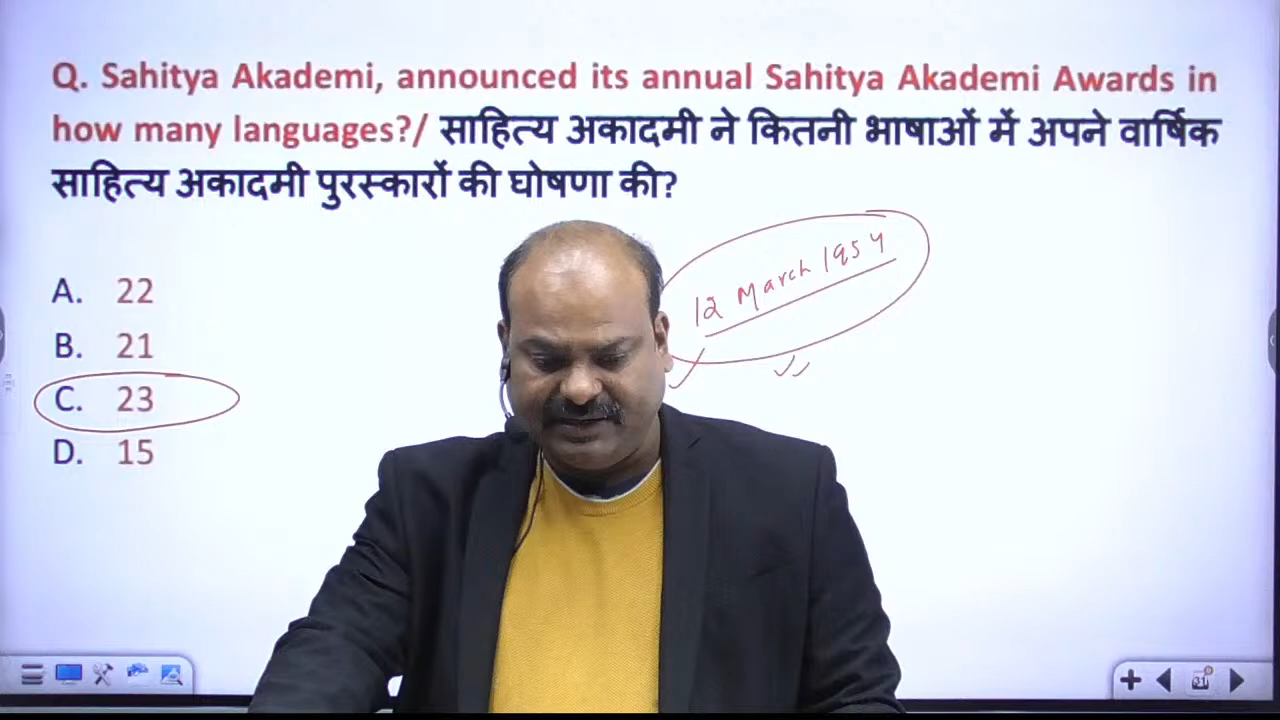 Q. Sahitya Akademi, announced its annual Sahitya Akademi Awards in
how many languages?/ साहित्य अकादमी ने कितनी भाषाओं में अपने वार्षिक
साहित्य अकादमी पुरस्कारों की घोषणा की?
12 March 1954
A. 22
B. 21
C. 23
D. 15